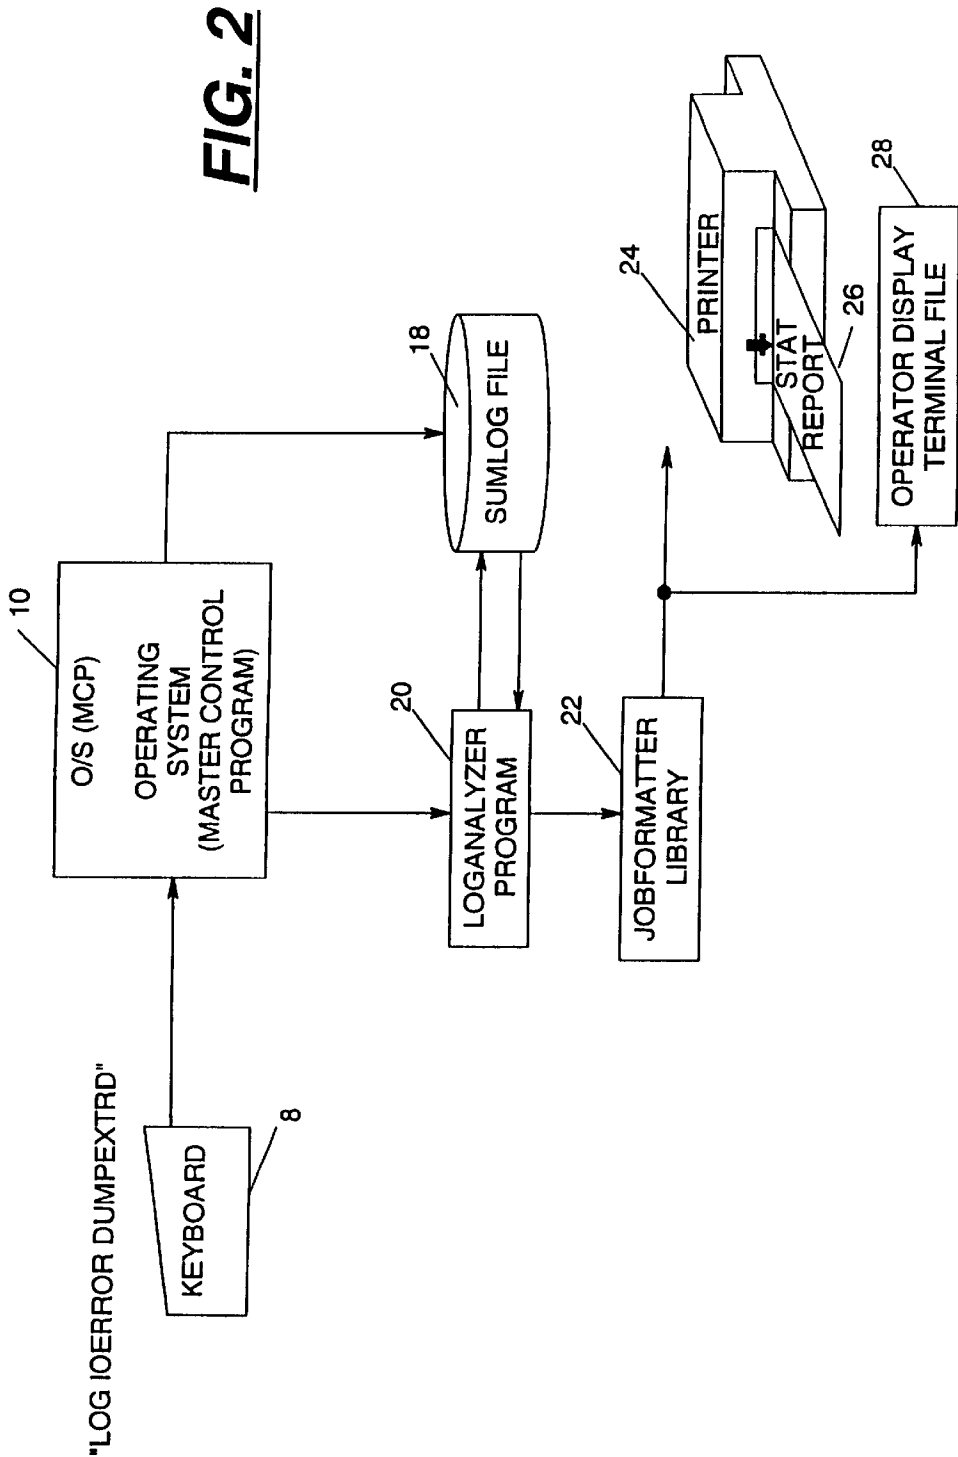 "LOG IOERROR DUMPEXTRD"
KEYBOARD
8
10
O/S (MCP)
OPERATING
SYSTEM
(MASTER CONTROL
PROGRAM)
18
SUMLOG FILE
20
LOGANALYZER
PROGRAM
22
JOBFORMATTER
LIBRARY
24
PRINTER
STAT
REPORT
26
28
OPERATOR DISPLAY
TERMINAL FILE
FIG. 2